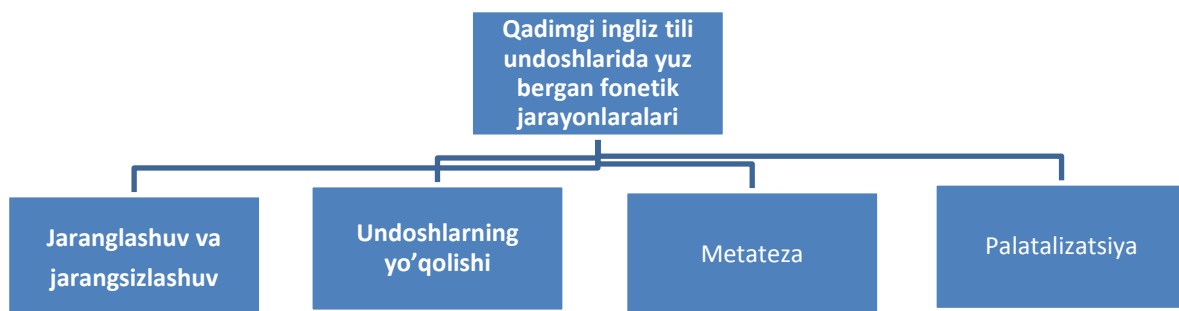 Qadimgi ingliz tili
undoshlarida yuz
bergan fonetik
jarayonlaralari
Jaranglashuv va
jarangsizlashuv
Undoshlarning
yo’qolishi
Metateza
Palatalizatsiya